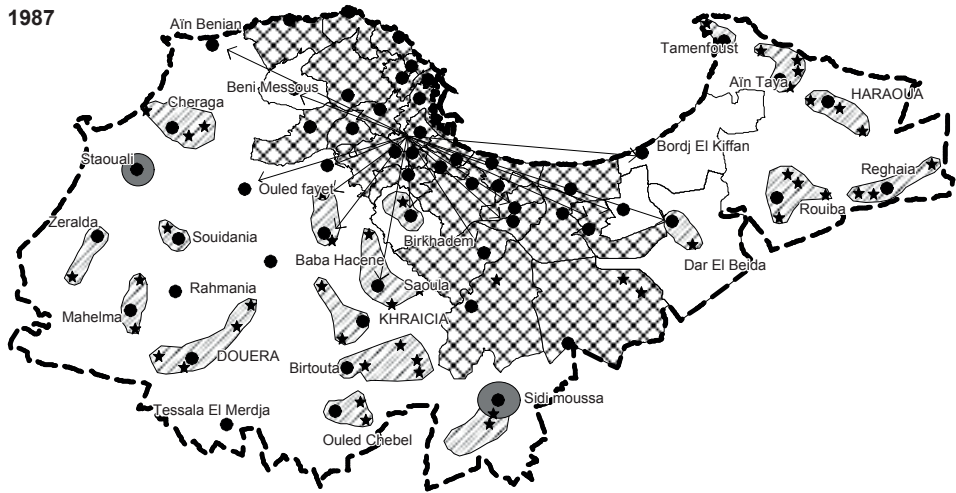 1987
Aïn Benian
Tamenfoust
Beni Messous
Aïn Taya
HARAOUA
Cheraga
Bordj El Kiffan
Staouali
Reghaia
Ouled fayet
Rouiba
Zeralda
Souidania
Birkhadem
Baba Hacene
Dar El Beida
Saoula
Rahmania
Mahelma
KHRAICIA
DOUERA
Birtouta
Sidi moussa
Tessala El Merdja
Ouled Chebel